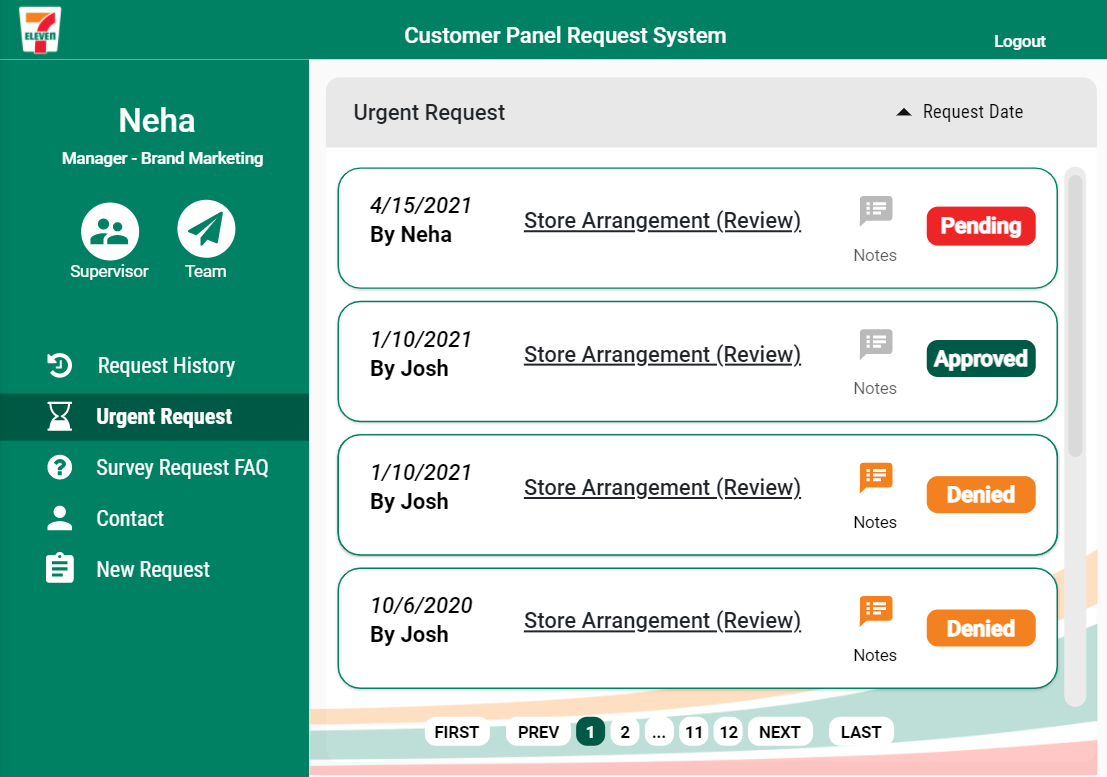 7
ELEVEN
Customer Panel Request System
Logout
Neha
Manager - Brand Marketing
Supervisor
Team
Request History
Urgent Request
Survey Request FAQ
Contact
New Request
Urgent Request
Request Date
4/15/2021
By Neha
Store Arrangement (Review)
Notes
Pending
1/10/2021
By Josh
Store Arrangement (Review)
Notes
Approved
1/10/2021
By Josh
Store Arrangement (Review)
Notes
Denied
10/6/2020
By Josh
Store Arrangement (Review)
Notes
Denied
FIRST PREV 1 2 ... 11 12 NEXT LAST